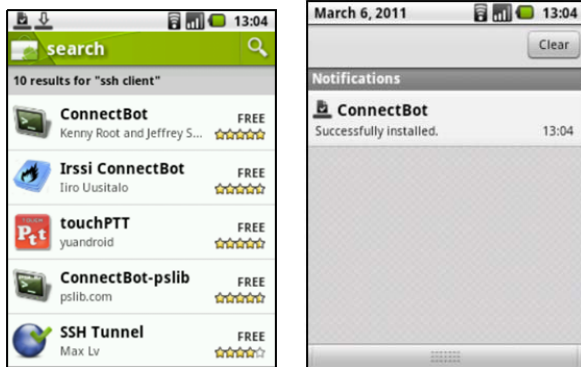 13:04
search
10 results for "ssh client"
ConnectBot
FREE
Kenny Root and Jeffrey S...
Irssi ConnectBot
FREE
Iiro Uusitalo
touchPTT
FREE
yuandroid
TOUCH
Ptt
ConnectBot-pslib
FREE
pslib.com
SSH Tunnel
FREE
Max Lv
March 6, 2011
13:04
Clear
Notifications
ConnectBot
Successfully installed.
13:04